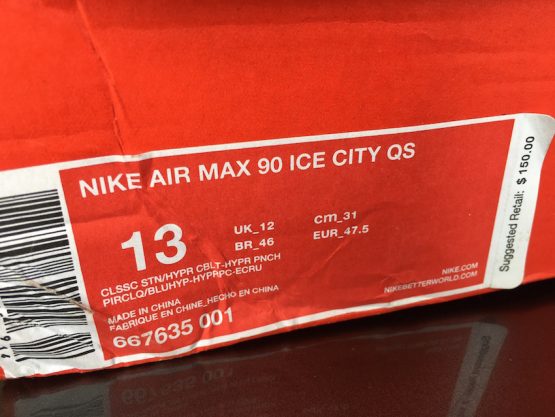 NIKE AIR MAX 90 ICE CITY QS
13
UK_12
BR_46
cm_31
EUR_47.5
CLSSC STN/HYPR CBLT-HYPR PNCH
PIRCLQ/BLUHYP-HYPRPC-ECRU
MADE IN CHINA
FABRIQUE EN CHINE_HECHO EN CHINA
667635 001
NIKE.COM
NIKEBETTERWORLD.COM
Suggested Retail: $ 150.00